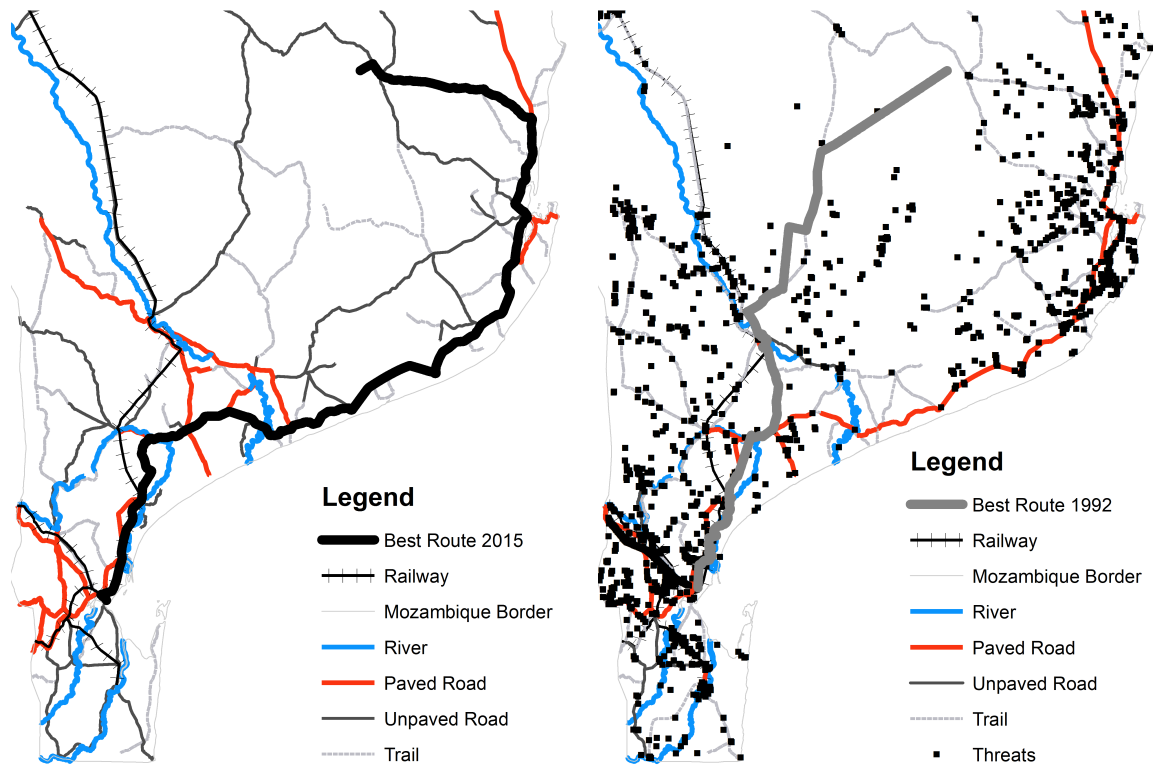 Legend
Best Route 2015
Railway
Mozambique Border
River
Paved Road
Unpaved Road
Trail
Legend
Best Route 1992
Railway
Mozambique Border
River
Paved Road
Unpaved Road
Trail
Threats